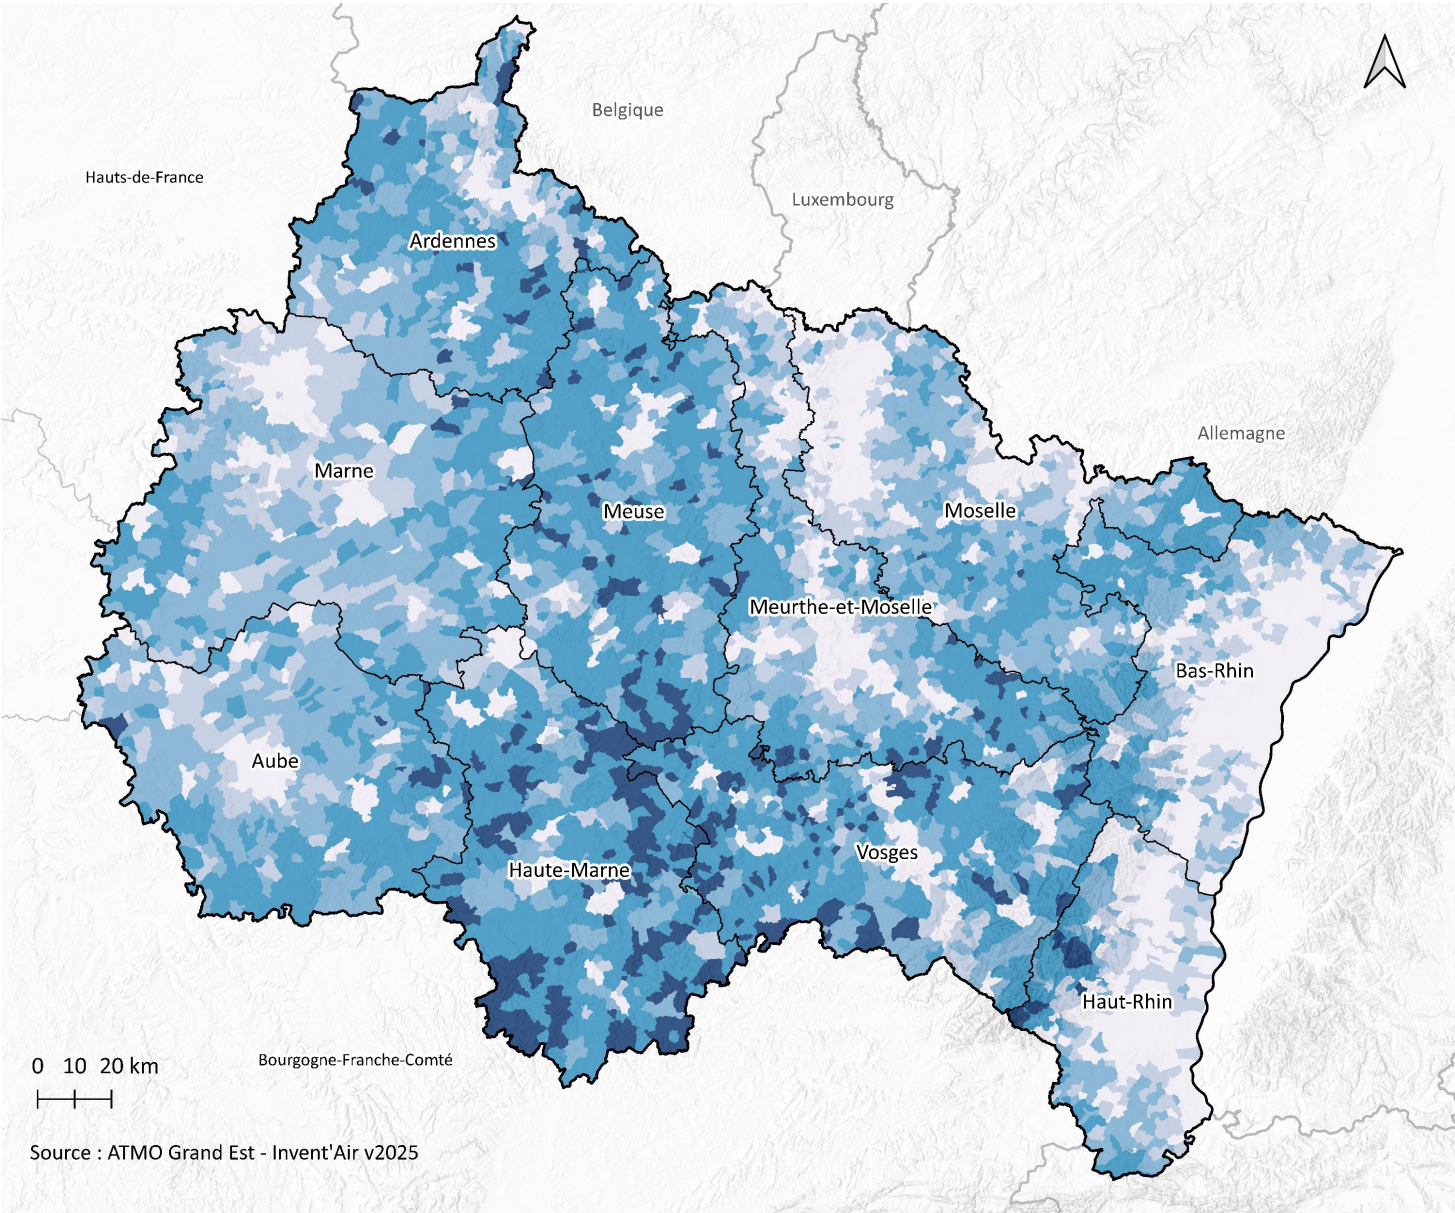 Belgique
Hauts-de-France
Luxembourg
Ardennes
Allemagne
Marne
Meuse
Moselle
Meurthe-et-Moselle
Bas-Rhin
Aube
Vosges
Haute-Marne
Haut-Rhin
Bourgogne-Franche-Comté
0 10 20 km
Source : ATMO Grand Est - Invent'Air v2025